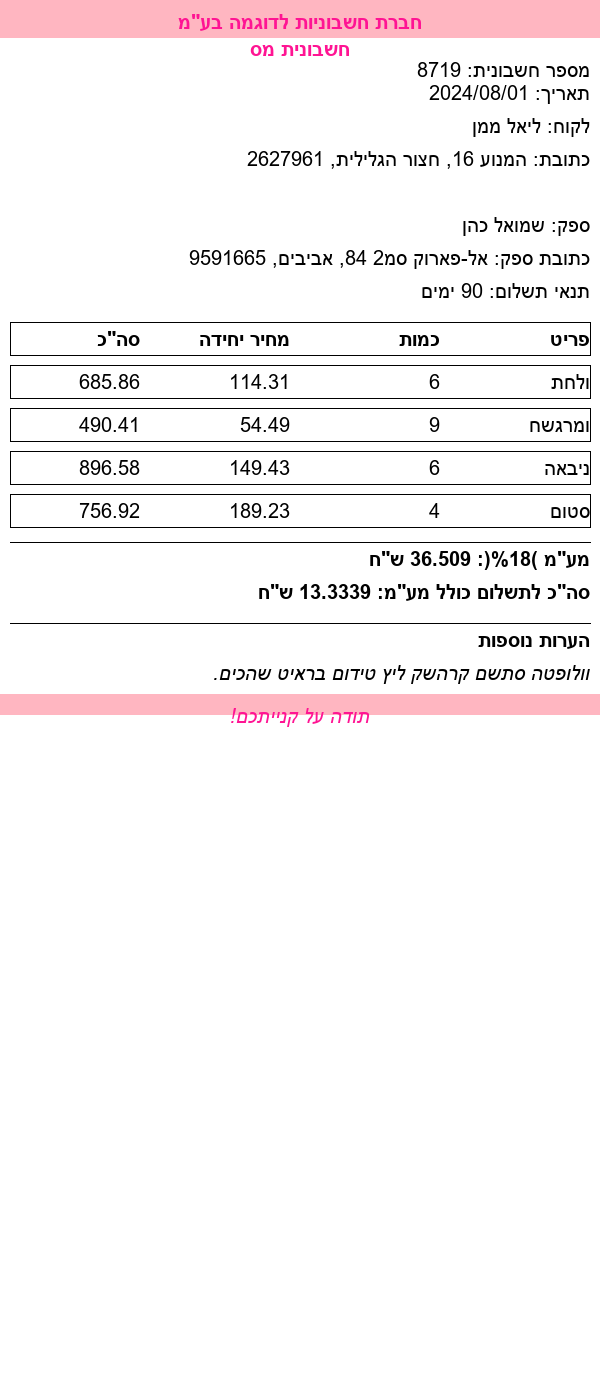 חברת חשבוניות לדוגמה בע"מ
חשבונית מס
מספר חשבונית: 8719
תאריך: 2024/08/01
לקוח: ליאל ממן
כתובת: המנוע 16, חצור הגלילית, 2627961
ספק: שמואל כהן
כתובת ספק: אל-פארוק סמ2 84, אביבים, 9591665
תנאי תשלום: 90 ימים
פריט כמות מחיר יחידה סה"כ
ולחת 6 114.31 685.86
ומרגשח 9 54.49 490.41
ניבאה 6 149.43 896.58
סטום 4 189.23 756.92
מע"מ )18%(: 36.509 ש"ח
סה"כ לתשלום כולל מע"מ: 13.3339 ש"ח
הערות נוספות
וולופטה סתשם קרהשק ליץ טידום בראיט שהכים.
תודה על קנייתכם!